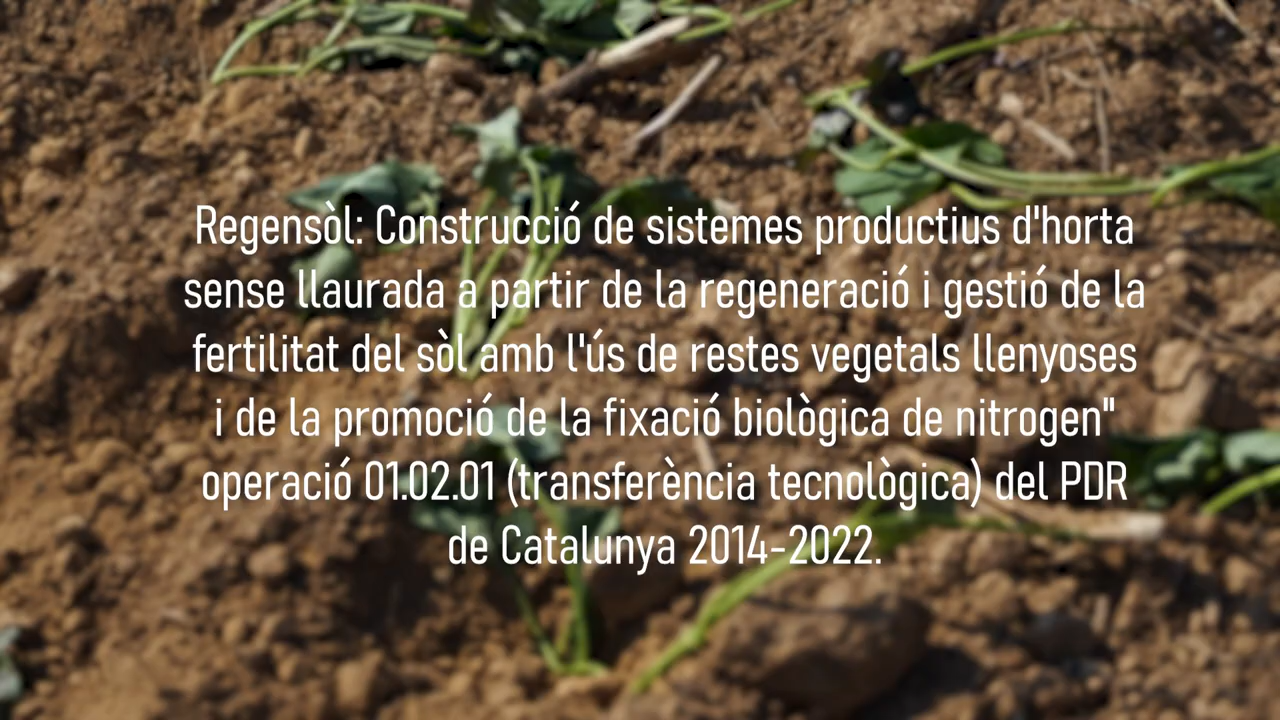 Regensòl: Construcció de sistemes productius d'horta
sense llaurada a partir de la regeneració i gestió de la
fertilitat del sòl amb l'ús de restes vegetals llenyoses
i de la promoció de la fixació biològica de nitrogen"
operació 01.02.01 (transferència tecnològica) del PDR
de Catalunya 2014-2022.